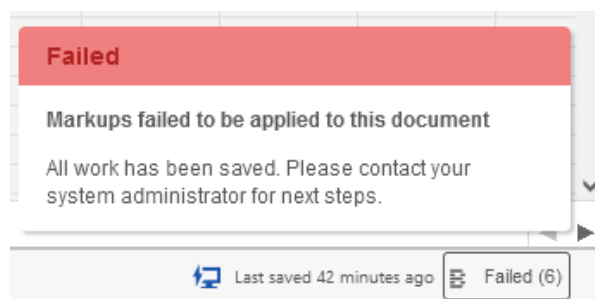 Failed
Markups failed to be applied to this document
All work has been saved. Please contact your
system administrator for next steps.
Last saved 42 minutes ago Failed (6)